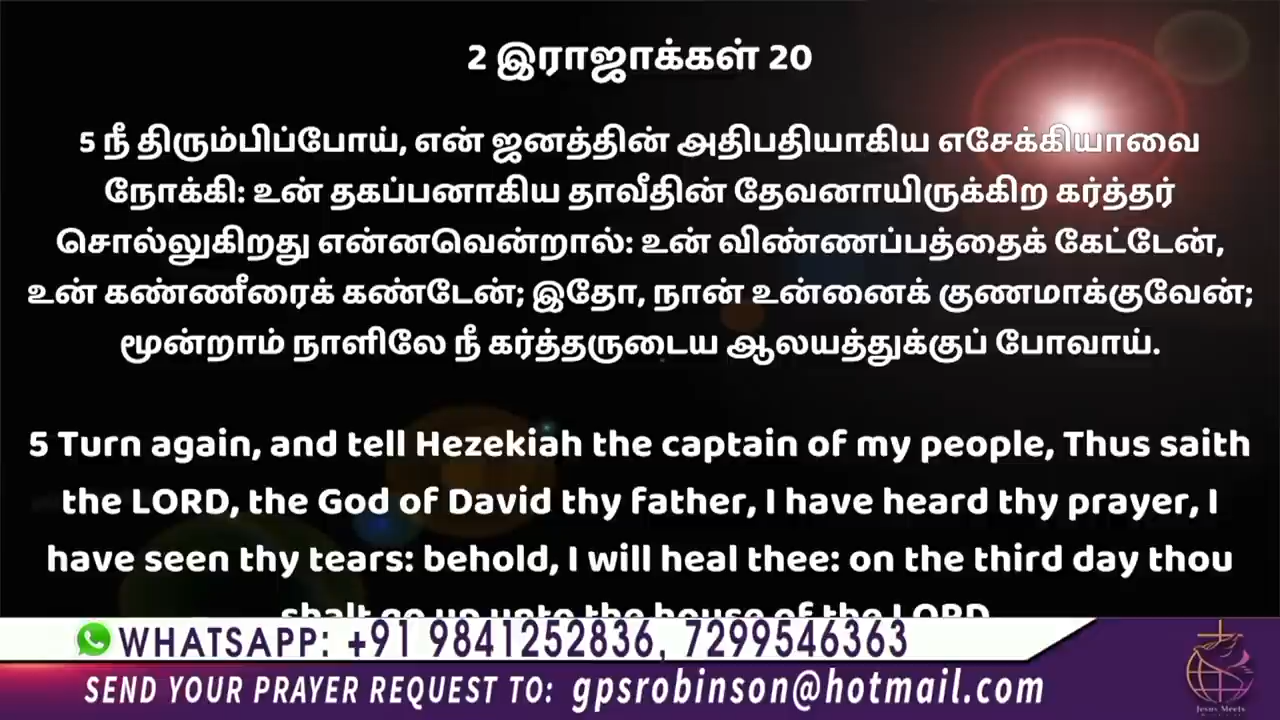 2 இராஜாக்கள் 20
5 நீ திரும்பிப்போய், என் ஜனத்தின் அதிபதியாகிய எசேக்கியாவை
நோக்கி: உன் தகப்பனாகிய தாவீதின் தேவனாயிருக்கிற கர்த்தர்
சொல்லுகிறது என்னவென்றால்: உன் விண்ணப்பத்தைக் கேட்டேன்,
உன் கண்ணீரைக் கண்டேன்; இதோ, நான் உன்னைக் குணமாக்குவேன்;
மூன்றாம் நாளிலே நீ கர்த்தருடைய ஆலயத்துக்குப் போவாய்.
5 Turn again, and tell Hezekiah the captain of my people, Thus saith
the LORD, the God of David thy father, I have heard thy prayer, I
have seen thy tears: behold, I will heal thee: on the third day thou
shalt go up unto the house of the LORD.
WHATSAPP: +91 9841252836, 7299546363
SEND YOUR PRAYER REQUEST TO: gpsrobinson@hotmail.com
Jesus Meets